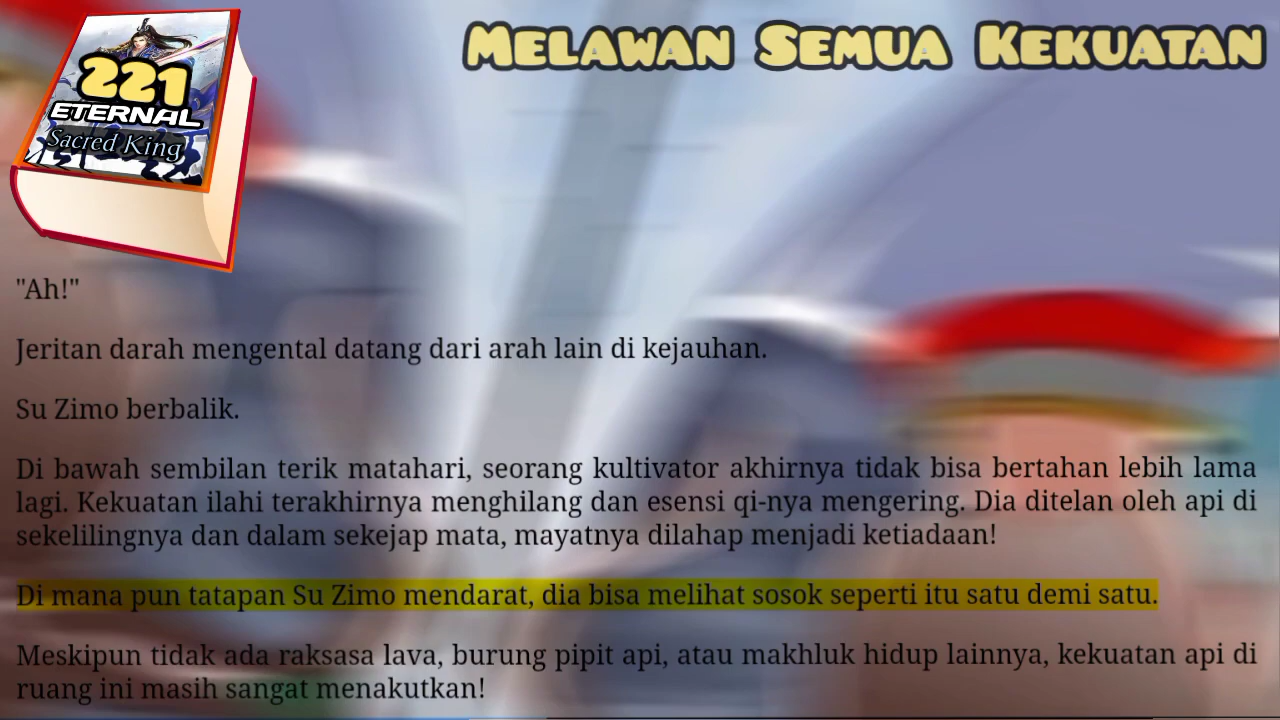 221
ETERNAL
Sacred King
MELAWAN SEMUA KEKUATAN
"Ah!"
Jeritan darah mengental datang dari arah lain di kejauhan.
Su Zimo berbalik.
Di bawah sembilan terik matahari, seorang kultivator akhirnya tidak bisa bertahan lebih lama
lagi. Kekuatan ilahi terakhirnya menghilang dan esensi qi-nya mengering. Dia ditelan oleh api di
sekelilingnya dan dalam sekejap mata, mayatnya dilahap menjadi ketiadaan!
Di mana pun tatapan Su Zimo mendarat, dia bisa melihat sosok seperti itu satu demi satu.
Meskipun tidak ada raksasa lava, burung pipit api, atau makhluk hidup lainnya, kekuatan api di
ruang ini masih sangat menakutkan!